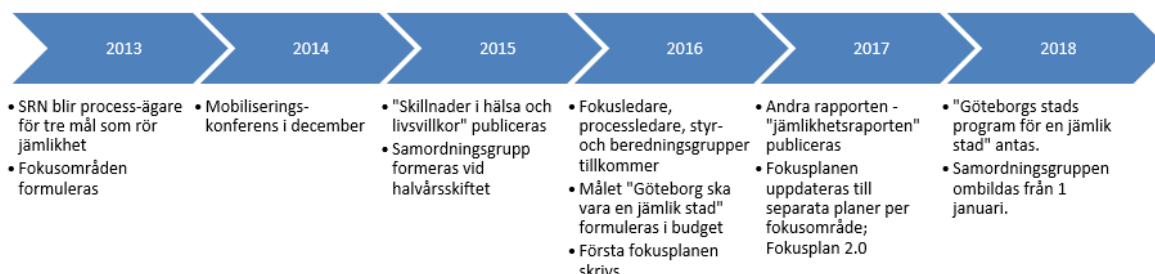 2013
2014
2015
2016
2017
2018
• SRN blir process-ägare
för tre mål som rör
jämlikhet
• Fokusområden
formuleras
• Mobiliserings-
konferens i december
• "Skillnader i hälsa och
livsvillkor" publiceras
• Samordningsgrupp
formeras vid
halvårsskiftet
• Fokusledare,
processledare, styr-
och beredningsgrupper
tillkommer
• Målet "Göteborg ska
vara en jämlik stad"
formuleras i budget
• Första fokusplanen
skrivs
• Andra rapporten -
"jämlikhetsraporten"
publiceras
• Fokusplanen
uppdateras till
separata planer per
fokusområde;
Fokusplan 2.0
• "Göteborgs stads
program för en jämlik
stad" antas.
• Samordningsgruppen
ombildas från 1
januari.